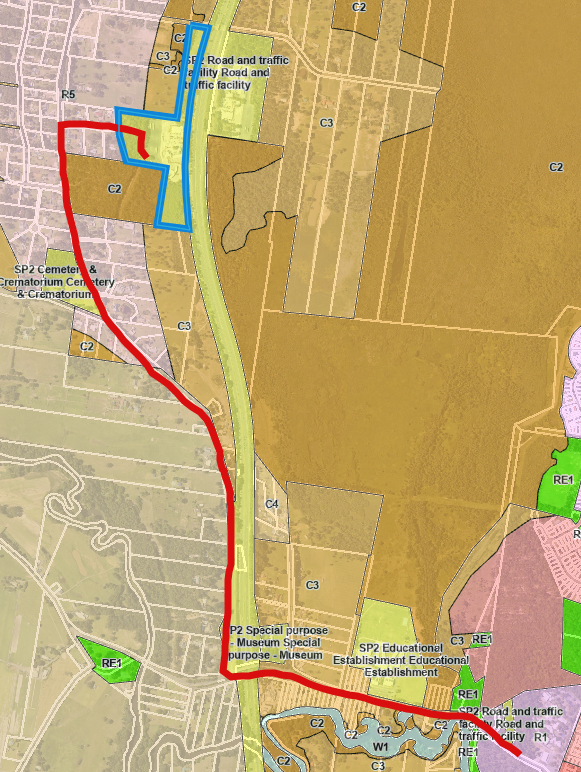 C2
C2
C3
C2
SP2 Road and traffic
facility Road and
traffic facility
R5
C3
C2
C2
SP2 Cemetery &
Crematorium Cemetery
& Crematorium
C3
C2
RE1
C4
R
C3
SP2 Special purpose
- Museum Special
purpose - Museum
C3
RE1
SP2 Educational
Establishment Educational
Establishment
RE1
RE1
SP2 Road and traffic
facility Road and
traffic facility
R1
C2
C2
C2
C2
W1
RE1
C2
C3